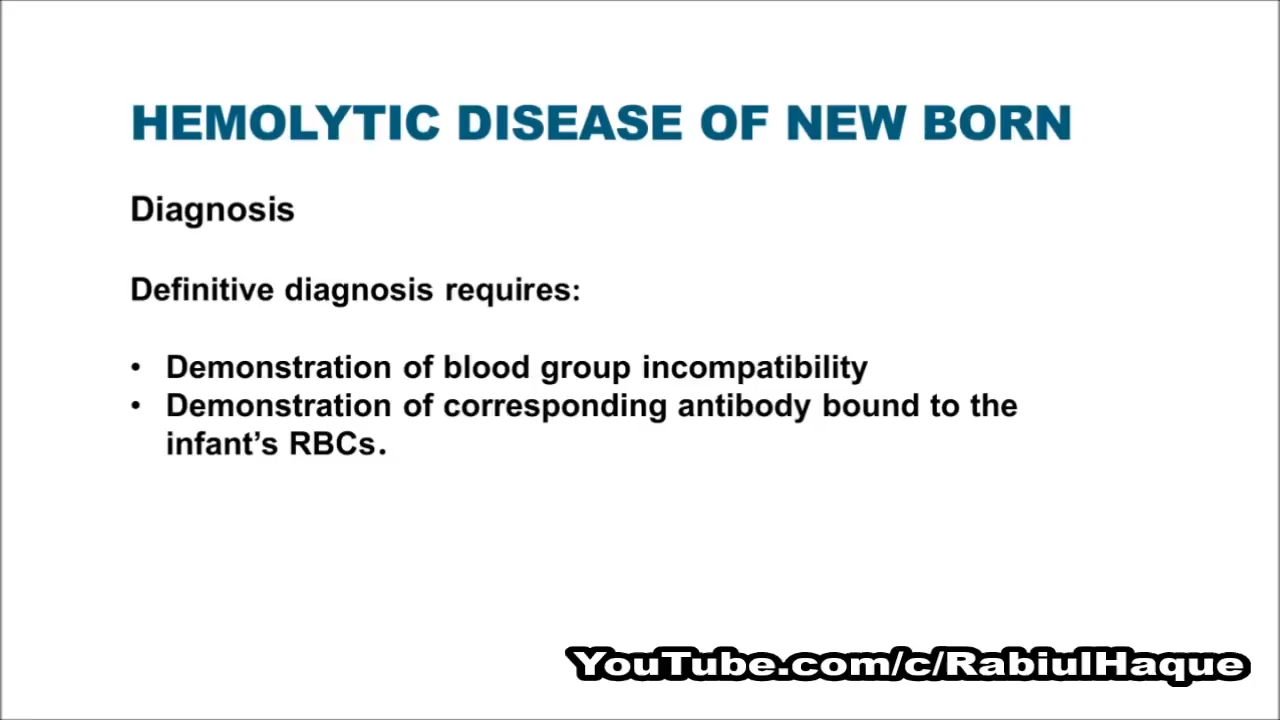 HEMOLYTIC DISEASE OF NEW BORN
Diagnosis
Definitive diagnosis requires:
• Demonstration of blood group incompatibility
• Demonstration of corresponding antibody bound to the
infant’s RBCs.
YouTube.com/c/RabiulHaque